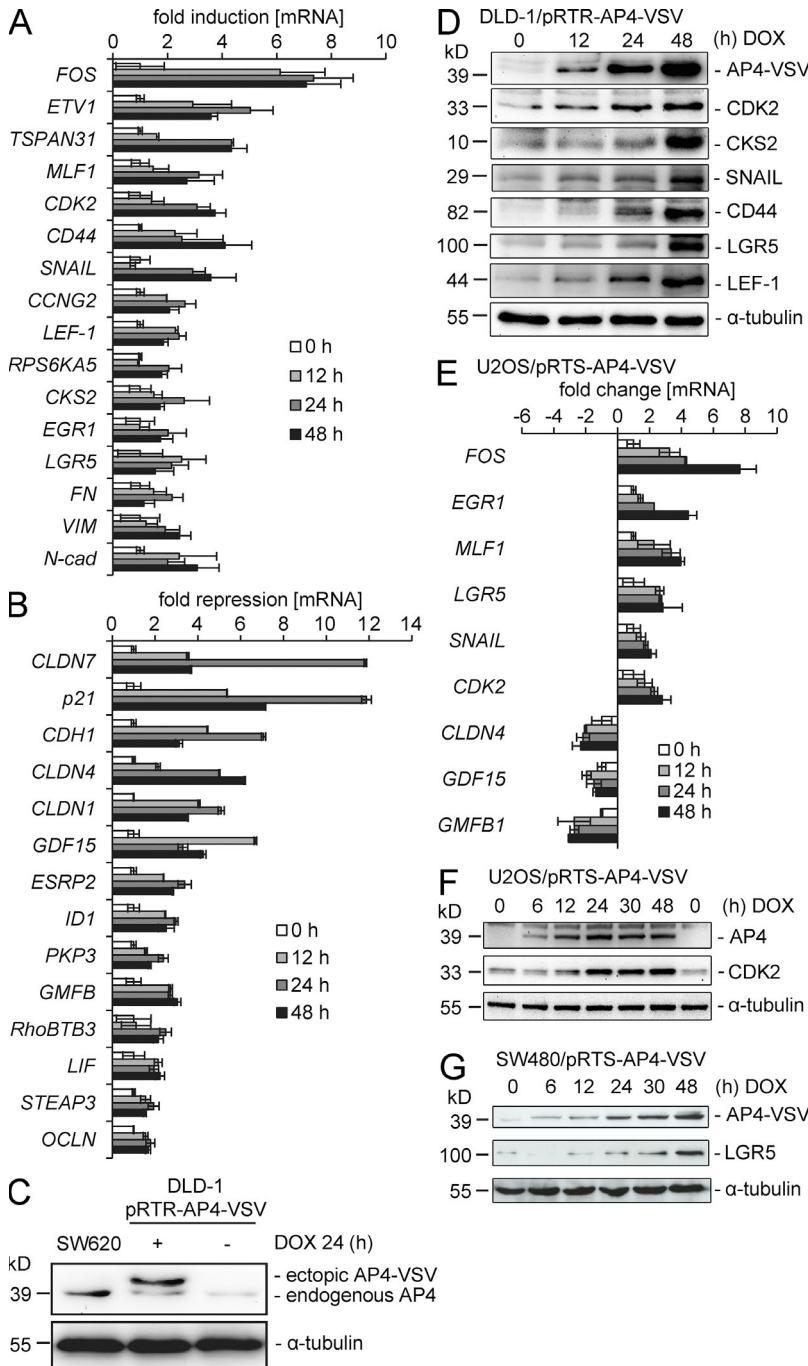 A
fold induction [mRNA]
0 2 4 6 8 10
FOS
ETV1
TSPAN31
MLF1
CDK2
CD44
SNAIL
CCNG2
LEF-1
RPS6KA5
CKS2
EGR1
LGR5
FN
VIM
N-cad
0 h
12 h
24 h
48 h
B
fold repression [mRNA]
0 2 4 6 8 10 12 14
CLDN7
p21
CDH1
CLDN4
CLDN1
GDF15
ESRP2
ID1
PKP3
GMFB
RhoBTB3
LIF
STEAP3
OCLN
0 h
12 h
24 h
48 h
C
DLD-1
pRTR-AP4-VSV
SW620 + - DOX 24 (h)
kD
39
- ectopic AP4-VSV
- endogenous AP4
55 - α-tubulin
D
DLD-1/pRTR-AP4-VSV
0 12 24 48 (h) DOX
kD
39 - AP4-VSV
33 - CDK2
10 - CKS2
29 - SNAIL
82 - CD44
100 - LGR5
44 - LEF-1
55 - α-tubulin
E
U2OS/pRTS-AP4-VSV
fold change [mRNA]
-6 -4 -2 0 2 4 6 8 10
FOS
EGR1
MLF1
LGR5
SNAIL
CDK2
CLDN4
GDF15
GMFB1
0 h
12 h
24 h
48 h
F
U2OS/pRTS-AP4-VSV
0 6 12 24 30 48 0 (h) DOX
kD
39 - AP4
33 - CDK2
55 - α-tubulin
G
SW480/pRTS-AP4-VSV
0 6 12 24 30 48 (h) DOX
kD
39 - AP4-VSV
100 - LGR5
55 - α-tubulin